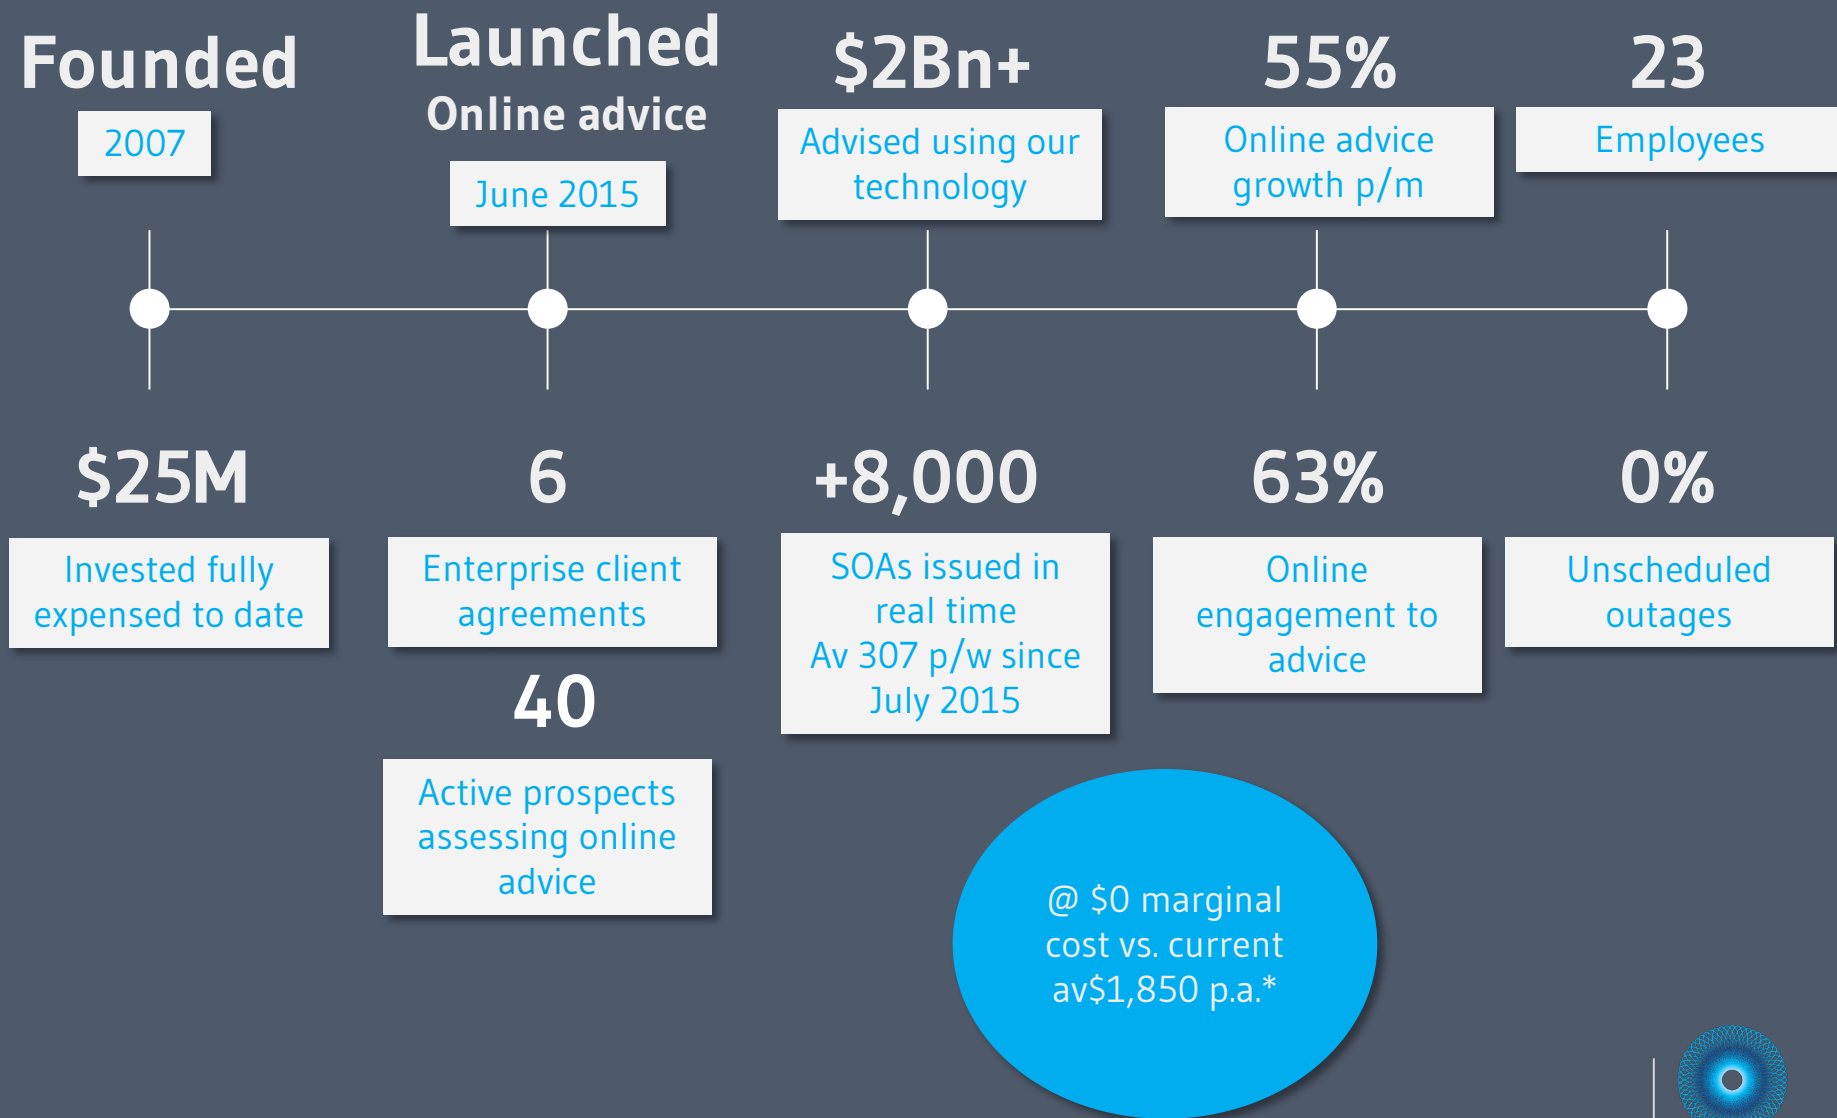 Founded
2007
Launched
Online advice
June 2015
$2Bn+
Advised using our
technology
55%
Online advice
growth p/m
23
Employees
$25M
Invested fully
expensed to date
6
Enterprise client
agreements
40
Active prospects
assessing online
advice
+8,000
SOAs issued in
real time
Av 307 p/w since
July 2015
63%
Online
engagement to
advice
0%
Unscheduled
outages
@ $0 marginal
cost vs. current
av$1,850 p.a.*